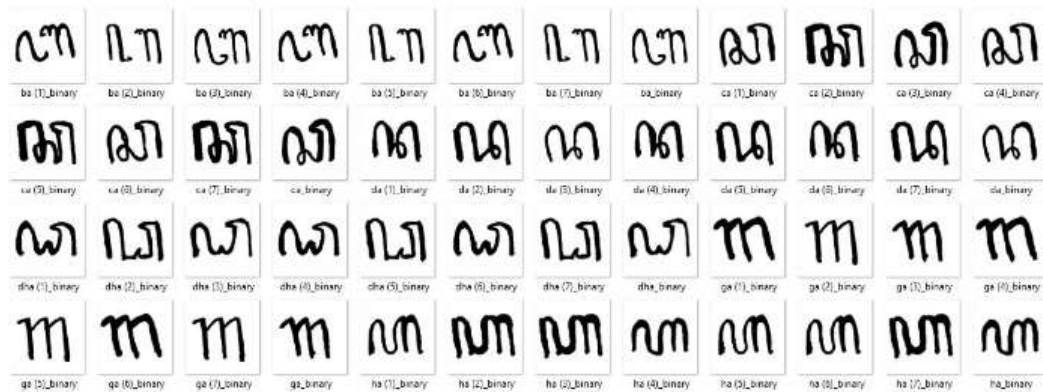 ꦧ ꦧ ꦧ ꦧ ꦧ ꦧ ꦧ ꦧ ꦕ ꦕ ꦕ ꦕ
ba (1)_binary ba (2)_binary ba (3)_binary ba (4)_binary ba (5)_binary ba (6)_binary ba (7)_binary ba_binary ca (1)_binary ca (2)_binary ca (3)_binary ca (4)_binary
ꦕ ꦕ ꦕ ꦕ ꦢ ꦢ ꦢ ꦢ ꦢ ꦢ ꦢ ꦢ
ca (5)_binary ca (6)_binary ca (7)_binary ca_binary da (1)_binary da (2)_binary da (3)_binary da (4)_binary da (5)_binary da (6)_binary da (7)_binary da_binary
ꦝ ꦝ ꦝ ꦝ ꦝ ꦝ ꦝ ꦝ ꦒ ꦒ ꦒ ꦒ
dha (1)_binary dha (2)_binary dha (3)_binary dha (4)_binary dha (5)_binary dha (6)_binary dha (7)_binary dha_binary ga (1)_binary ga (2)_binary ga (3)_binary ga (4)_binary
ꦒ ꦒ ꦒ ꦒ ꦲ ꦲ ꦲ ꦲ ꦲ ꦲ ꦲ ꦲ
ga (5)_binary ga (6)_binary ga (7)_binary ga_binary ha (1)_binary ha (2)_binary ha (3)_binary ha (4)_binary ha (5)_binary ha (6)_binary ha (7)_binary ha_binary